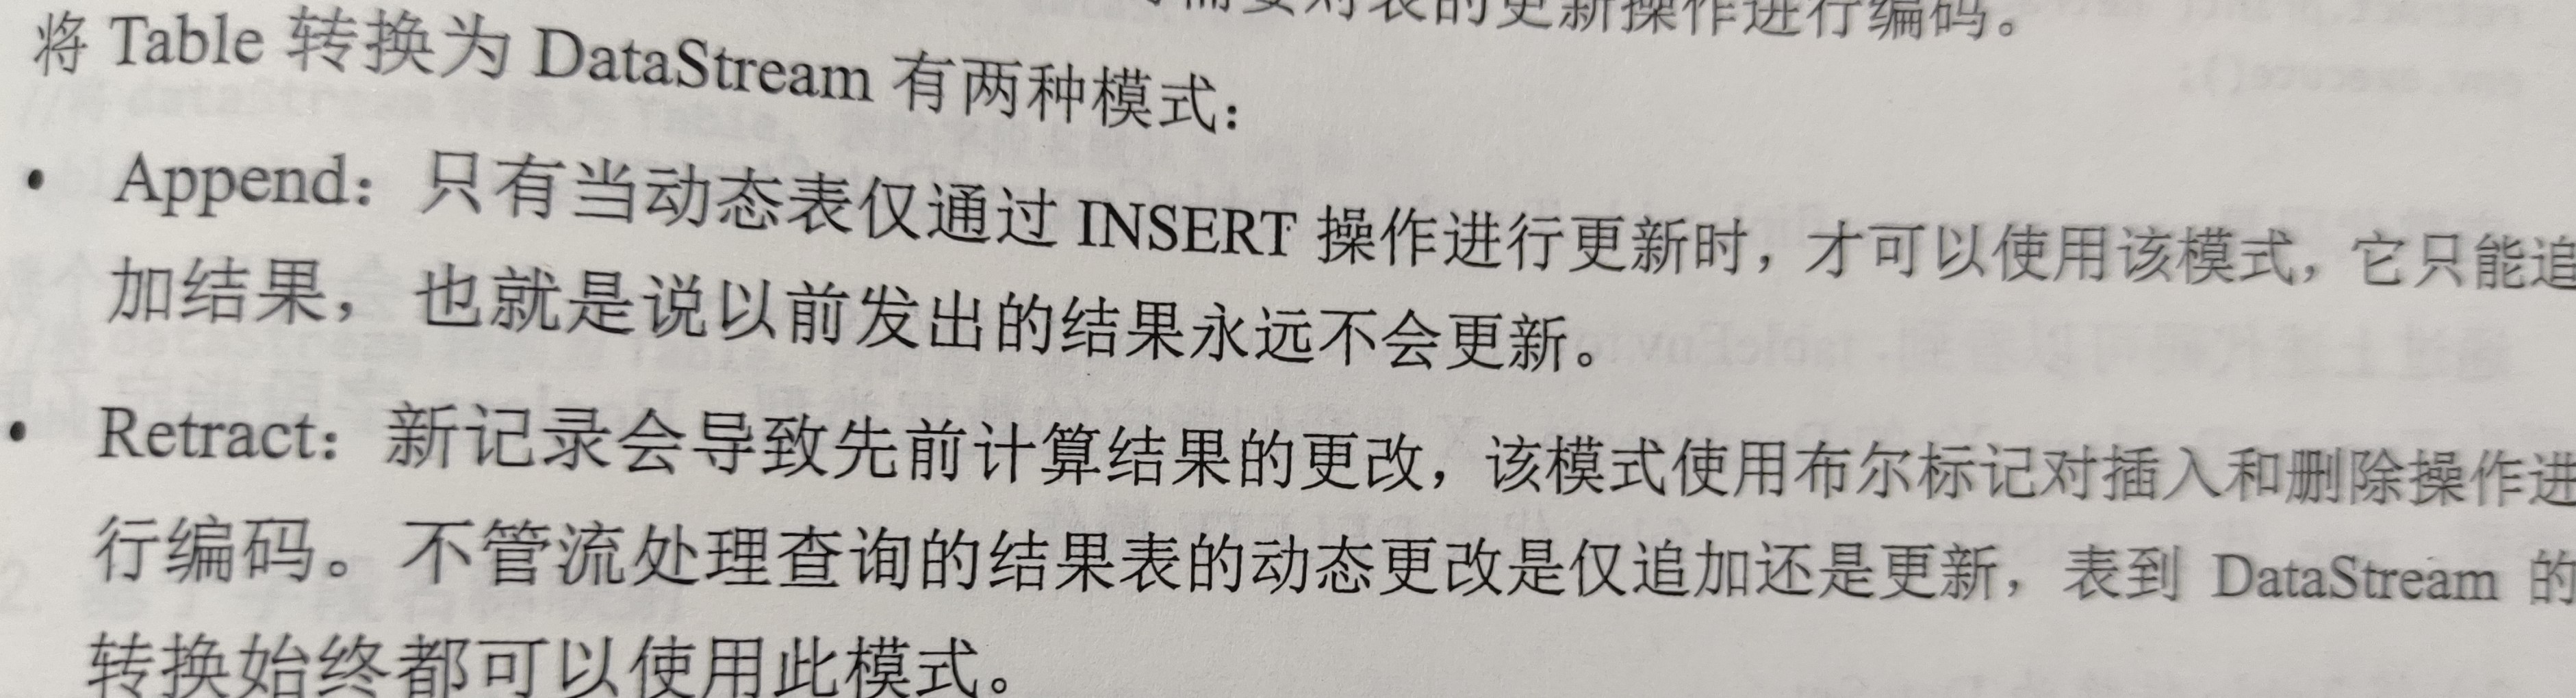 需要对表的更新操作进行编码。
将 Table 转换为 DataStream 有两种模式：
• Append：只有当动态表仅通过 INSERT 操作进行更新时，才可以使用该模式，它只能追
加结果，也就是说以前发出的结果永远不会更新。
• Retract：新记录会导致先前计算结果的更改，该模式使用布尔标记对插入和删除操作进
行编码。不管流处理查询的结果表的动态更改是仅追加还是更新，表到 DataStream 的
转换始终都可以使用此模式。